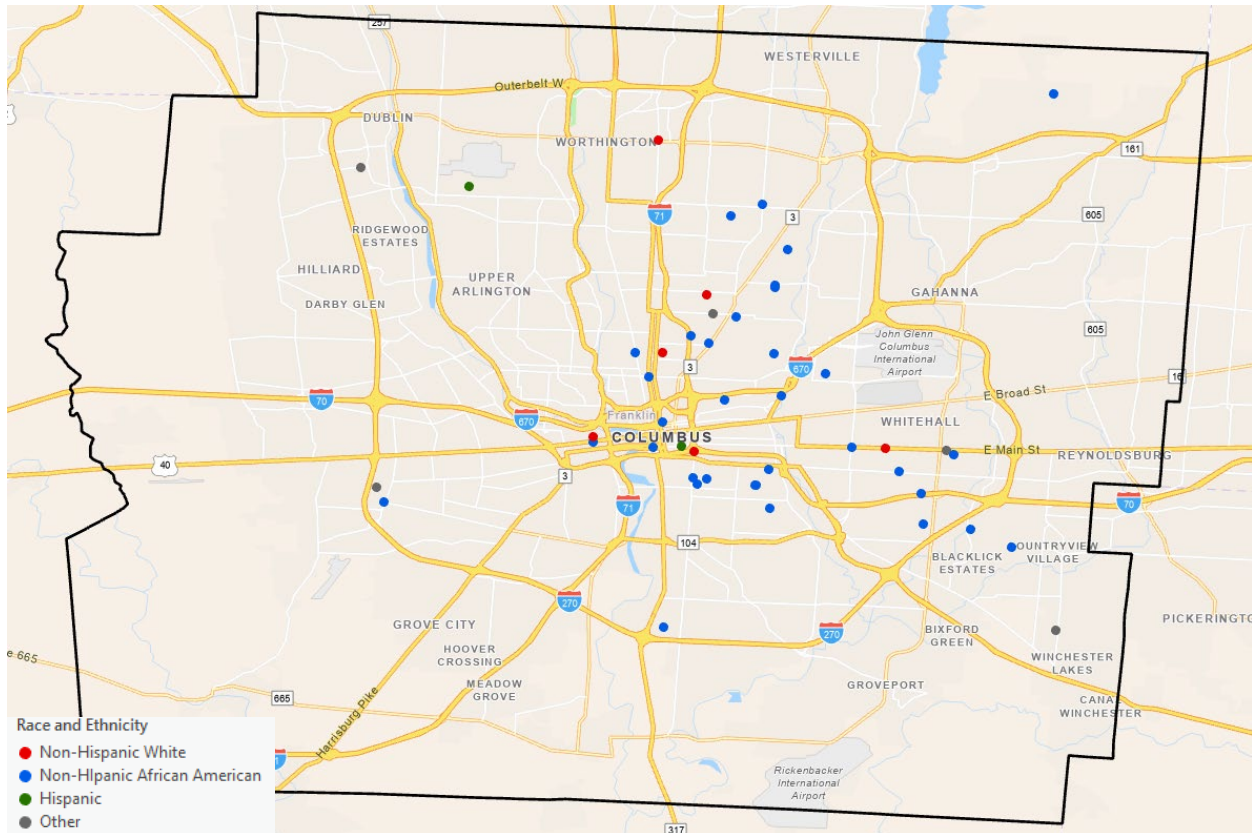 257
WESTERVILLE
Outerbelt W
DUBLIN
WORTHINGTON
161
71
3
605
RIDGEWOOD
ESTATES
HILLIARD
UPPER
ARLINGTON
GAHANNA
DARBY GLEN
605
John Glenn
Columbus
International
Airport
3
670
16
70
E Broad St
Franklin
670
WHITEHALL
COLUMBUS
E Main St
REYNOLDSBURG
40
3
71
70
104
OUNTRYVIEW
VILLAGE
BLACKLICK
ESTATES
270
GROVE CITY
270
BIXFORD
GREEN
PICKERINGTO
HOOVER
CROSSING
e 665
WINCHESTER
LAKES
MEADOW
GROVE
GROVEPORT
665
Harrisburg Pike
CANAL
WINCHESTER
Rickenbacker
International
Airport
317
Race and Ethnicity
Non-Hispanic White
Non-HIpanic African American
Hispanic
Other